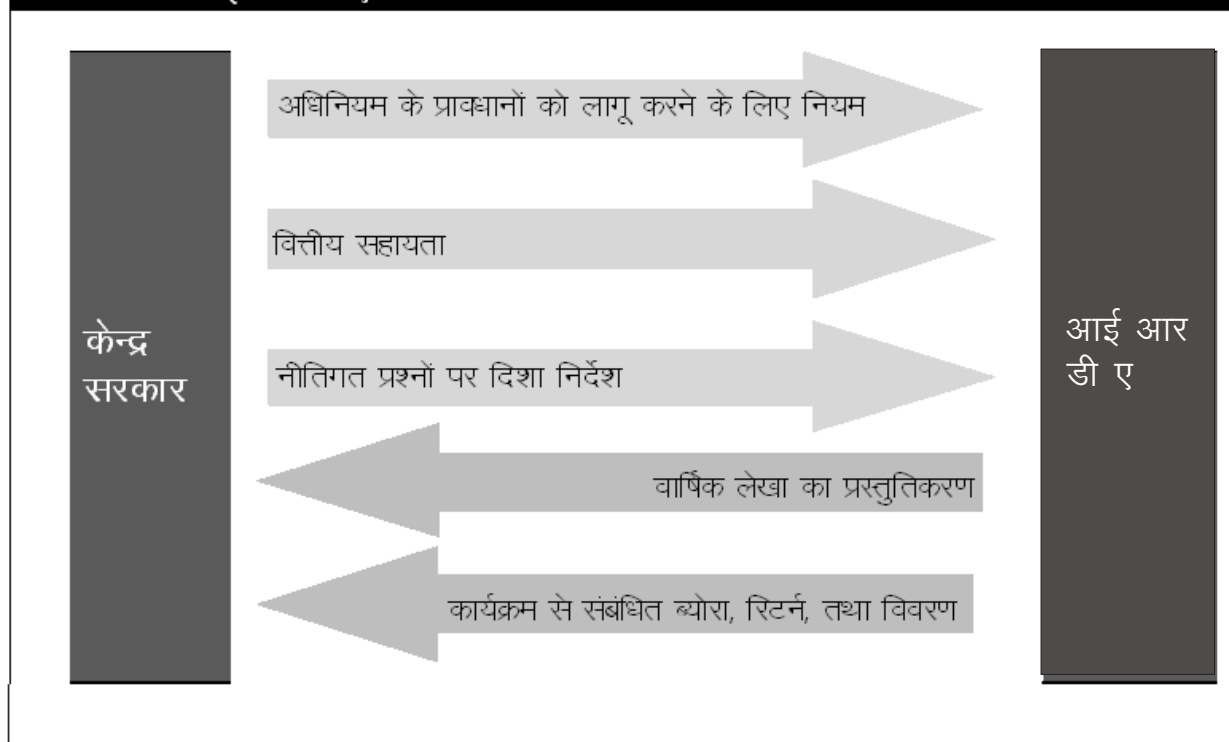 अधिनियम के प्रावधानों को लागू करने के लिए नियम
वित्तीय सहायता
केन्द्र
सरकार
नीतिगत प्रश्नों पर दिशा निर्देश
आई आर
डी ए
वार्षिक लेखा का प्रस्तुतिकरण
कार्यक्रम से संबंधित ब्योरा, रिटर्न, तथा विवरण